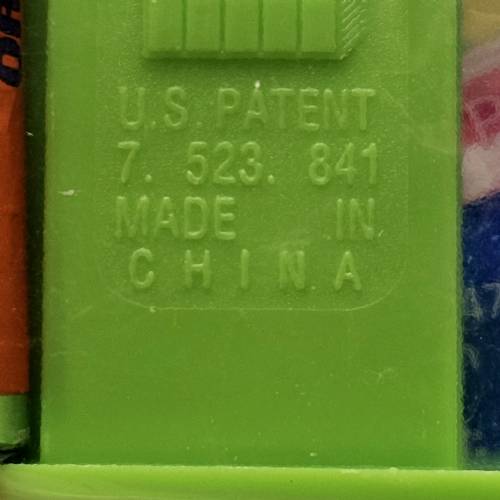 U.S. PATENT
7. 523. 841
MADE IN
CHINA